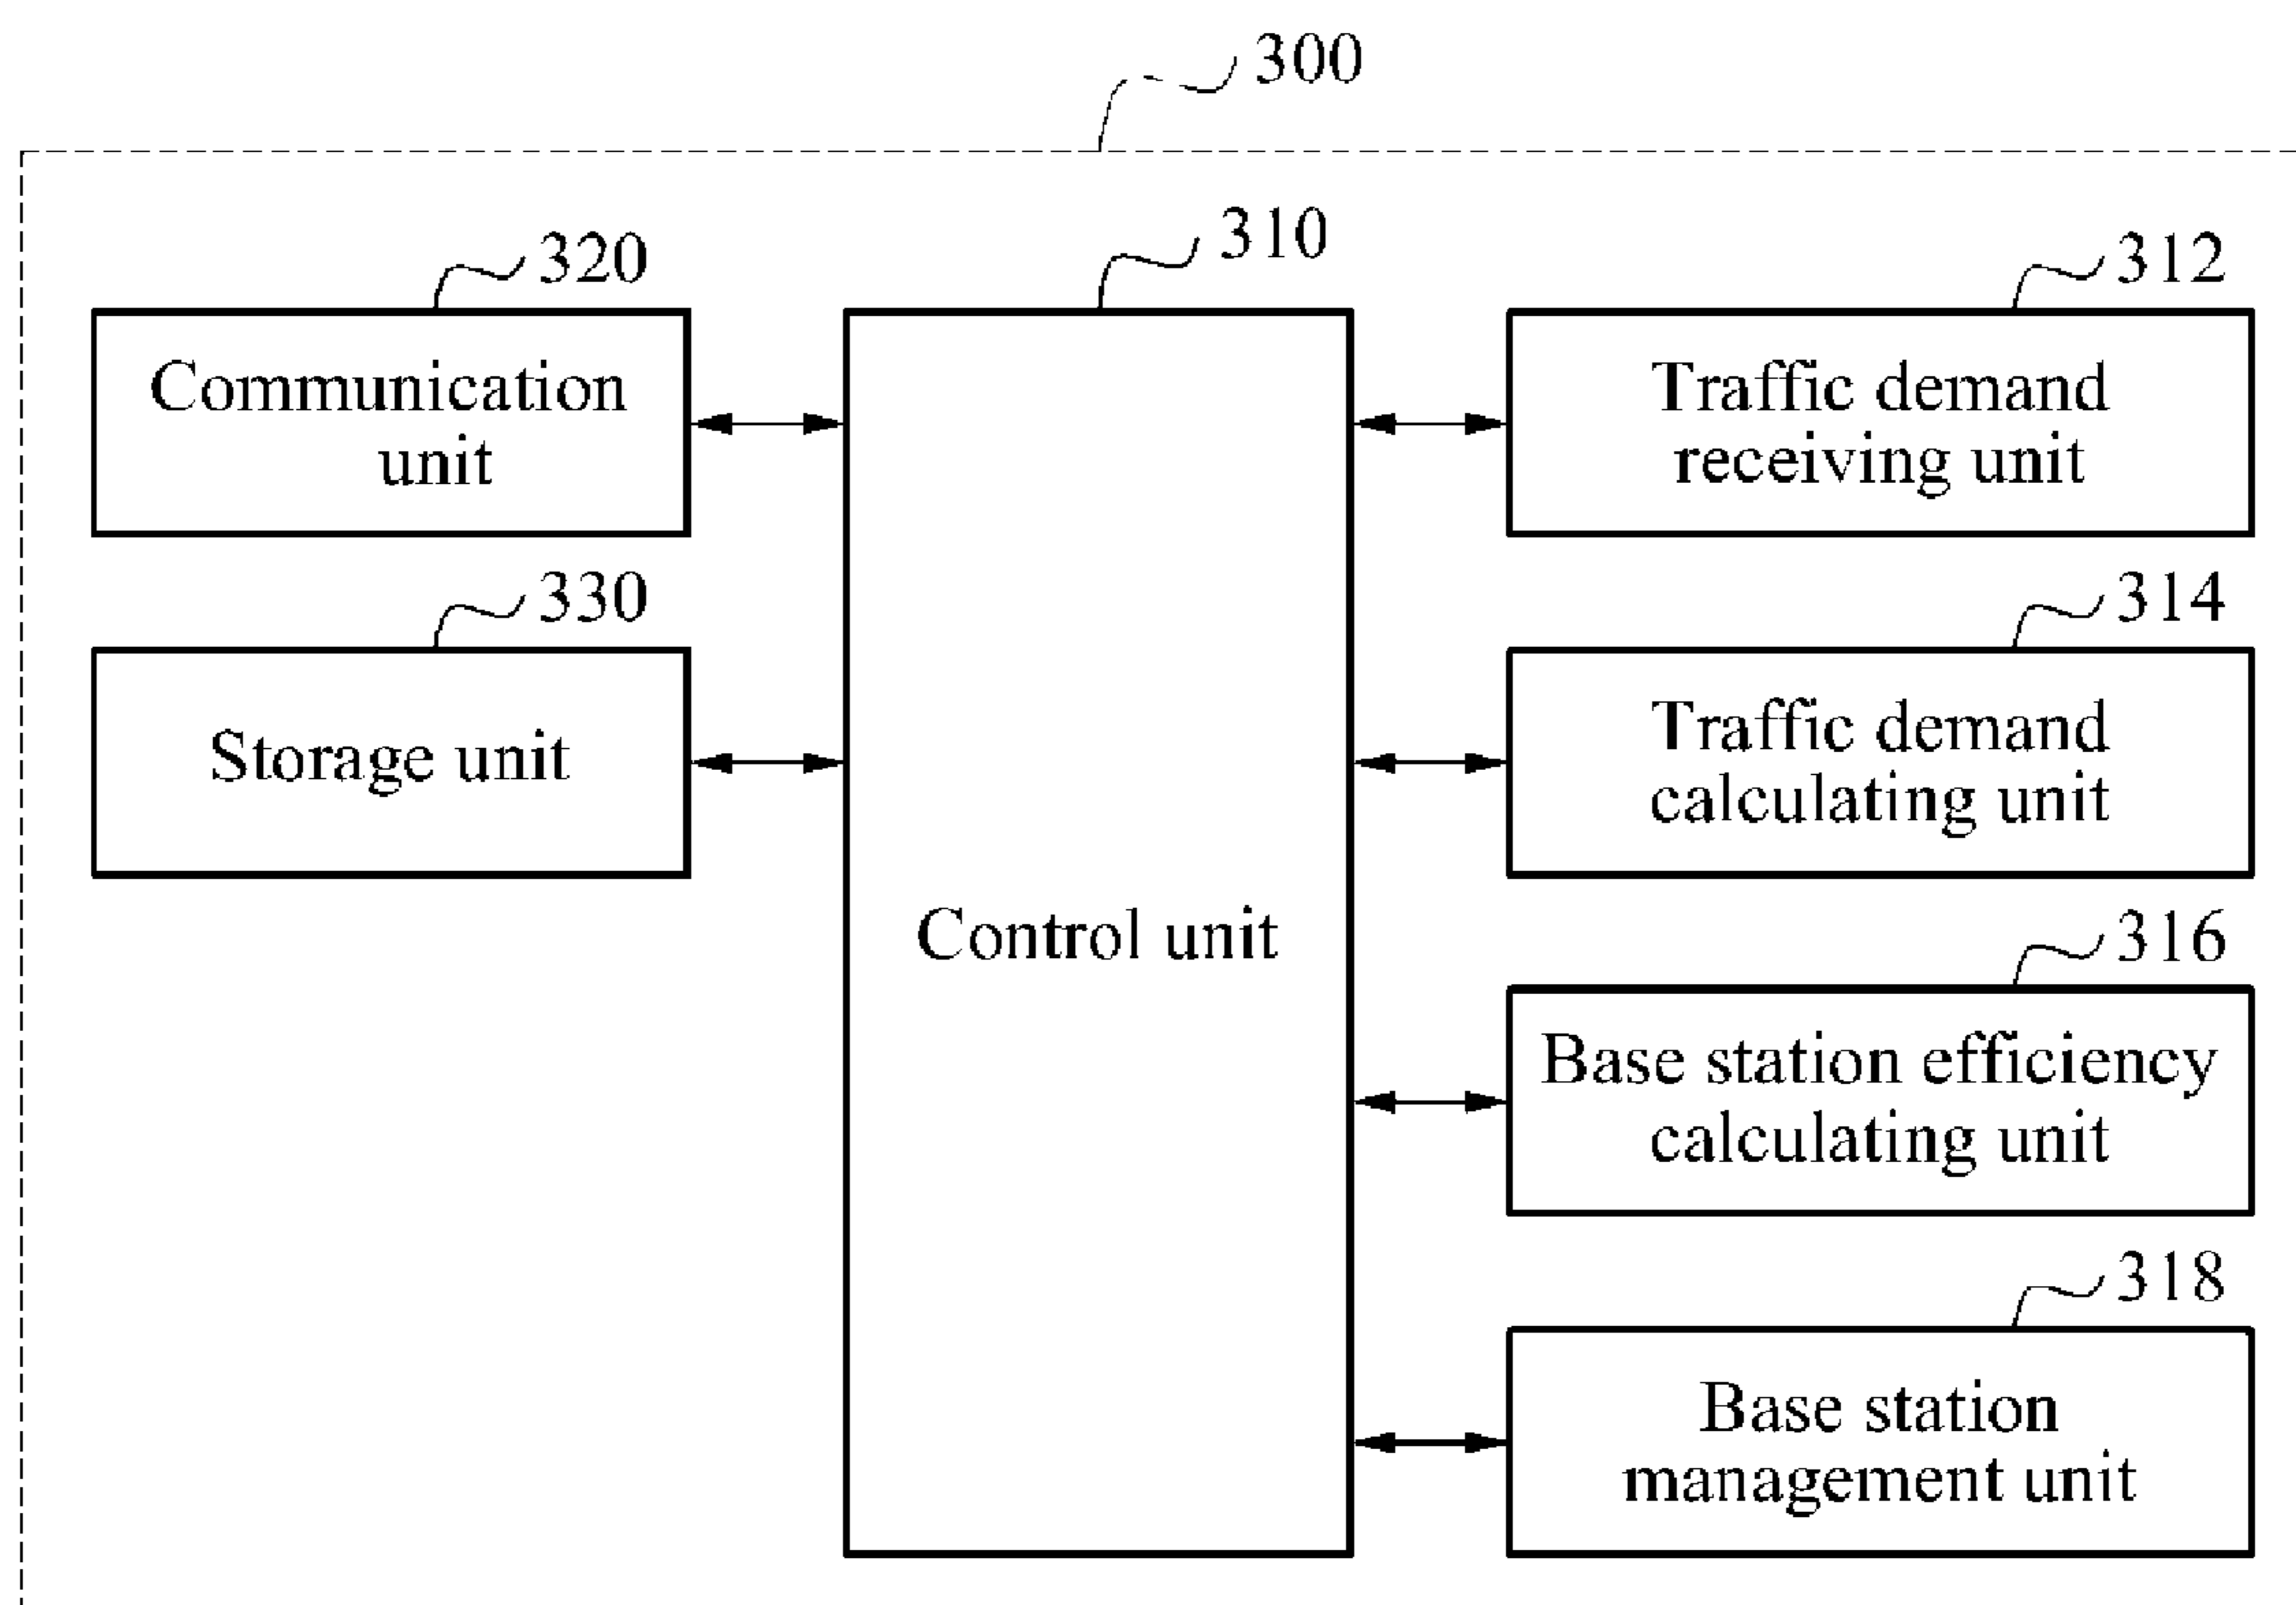 300
310
320
312
Communication
unit
Traffic demand
receiving unit
330
314
Storage unit
Traffic demand
calculating unit
Control unit
316
Base station efficiency
calculating unit
318
Base station
management unit